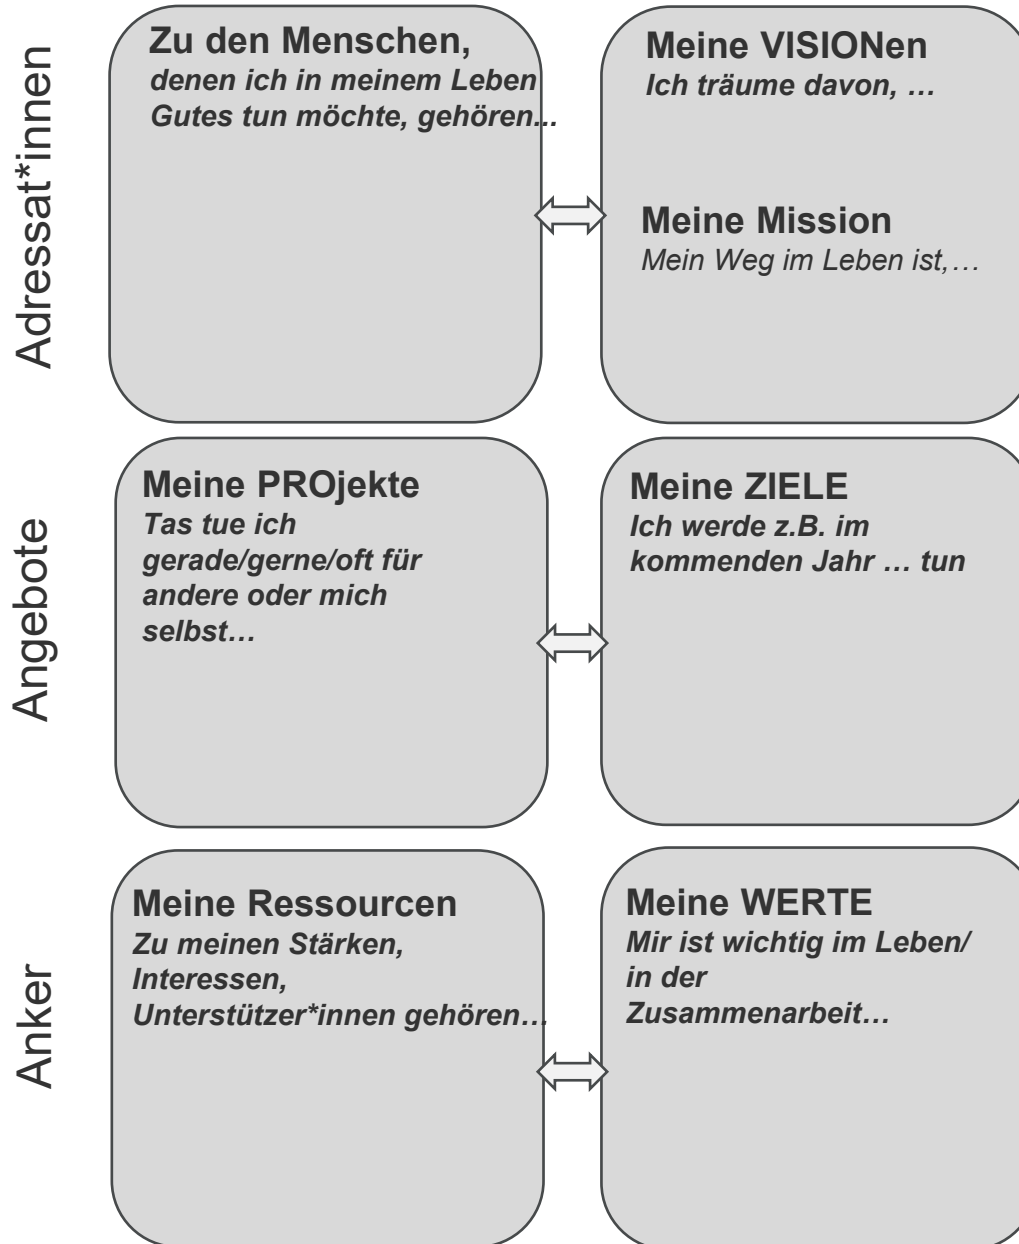 Adressat*innen
Zu den Menschen,
denen ich in meinem Leben
Gutes tun möchte, gehören...
Meine VISIONen
Ich träume davon, …
Meine Mission
Mein Weg im Leben ist,…
Angebote
Meine PROjekte
Tas tue ich
gerade/gerne/oft für
andere oder mich
selbst…
Meine ZIELE
Ich werde z.B. im
kommenden Jahr … tun
Anker
Meine Ressourcen
Zu meinen Stärken,
Interessen,
Unterstützer*innen gehören…
Meine WERTE
Mir ist wichtig im Leben/
in der
Zusammenarbeit…